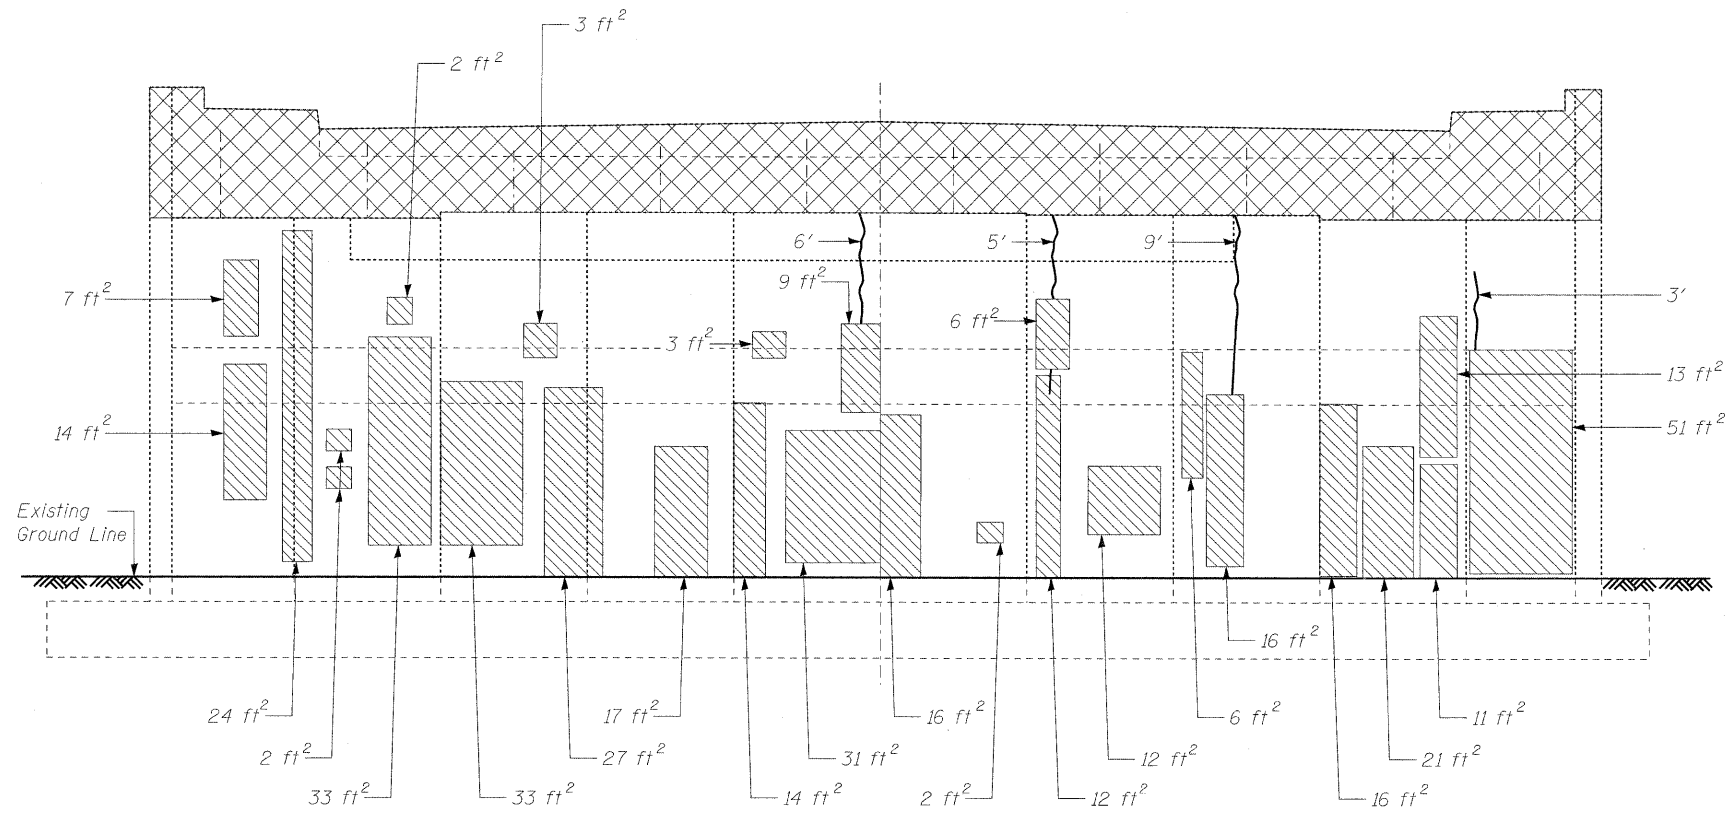 3 ft²
2 ft²
6'
5'
9'
9 ft²
7 ft²
3'
6 ft²
3 ft²
13 ft²
14 ft²
51 ft²
Existing
Ground Line
16 ft²
24 ft²
17 ft²
16 ft²
6 ft²
11 ft²
2 ft²
27 ft²
31 ft²
12 ft²
21 ft²
33 ft²
33 ft²
14 ft²
2 ft²
12 ft²
16 ft²